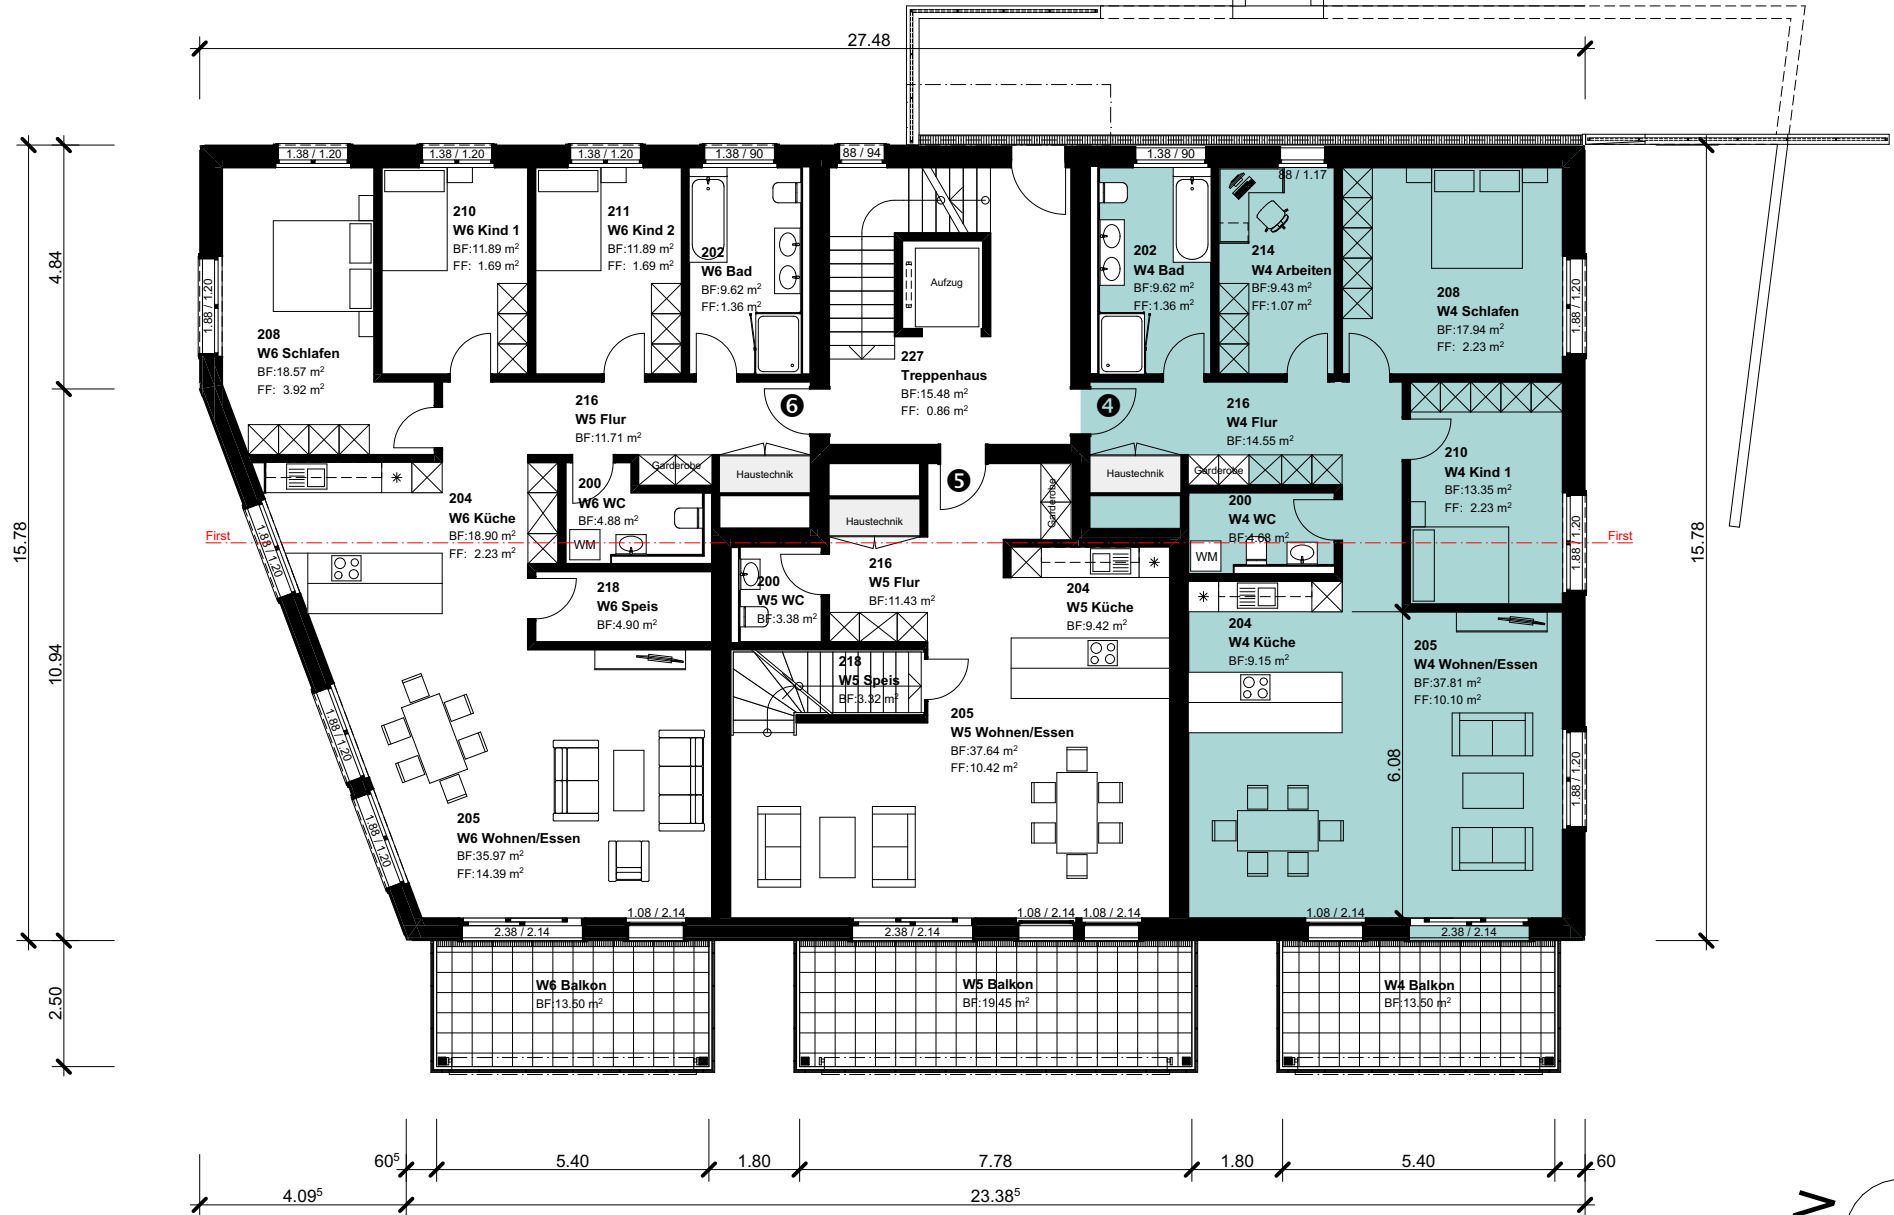 27.48
1.38 / 1.20
1.38 / 1.20
1.38 / 1.20
1.38 / 90
88 / 94
1.38 / 90
88 / 1.17
15.78
4.84
10.94
2.50
1.88 / 1.20
208
W6 Schlafen
BF:18.57 m²
FF: 3.92 m²
210
W6 Kind 1
BF:11.89 m²
FF: 1.69 m²
211
W6 Kind 2
BF:11.89 m²
FF: 1.69 m²
202
W6 Bad
BF:9.62 m²
FF:1.36 m²
Aufzug
227
Treppenhaus
BF:15.48 m²
FF: 0.86 m²
202
W4 Bad
BF:9.62 m²
FF:1.36 m²
214
W4 Arbeiten
BF:9.43 m²
FF:1.07 m²
208
W4 Schlafen
BF:17.94 m²
FF: 2.23 m²
1.88 / 1.20
216
W5 Flur
BF:11.71 m²
6
4
216
W4 Flur
BF:14.55 m²
210
W4 Kind 1
BF:13.35 m²
FF: 2.23 m²
1.88 / 1.20
Garderobe
Haustechnik
5
Haustechnik
Garderobe
Haustechnik
Garderobe
204
W6 Küche
BF:18.90 m²
FF: 2.23 m²
200
W6 WC
BF:4.88 m²
WM
200
W4 WC
BF:4.68 m²
WM
First
First
15.78
1.88 / 1.20
218
W6 Speis
BF:4.90 m²
200
W5 WC
BF:3.38 m²
216
W5 Flur
BF:11.43 m²
204
W5 Küche
BF:9.42 m²
204
W4 Küche
BF:9.15 m²
205
W4 Wohnen/Essen
BF:37.81 m²
FF:10.10 m²
218
W5 Speis
BF:3.32 m²
205
W5 Wohnen/Essen
BF:37.64 m²
FF:10.42 m²
6.08
1.88 / 1.20
1.88 / 1.20
1.88 / 1.20
205
W6 Wohnen/Essen
BF:35.97 m²
FF:14.39 m²
2.38 / 2.14
1.08 / 2.14
2.38 / 2.14
1.08 / 2.14
1.08 / 2.14
1.08 / 2.14
2.38 / 2.14
W6 Balkon
BF:13.50 m²
W5 Balkon
BF:19.45 m²
W4 Balkon
BF:13.50 m²
60⁵
5.40
1.80
7.78
1.80
5.40
60
4.09⁵
23.38⁵